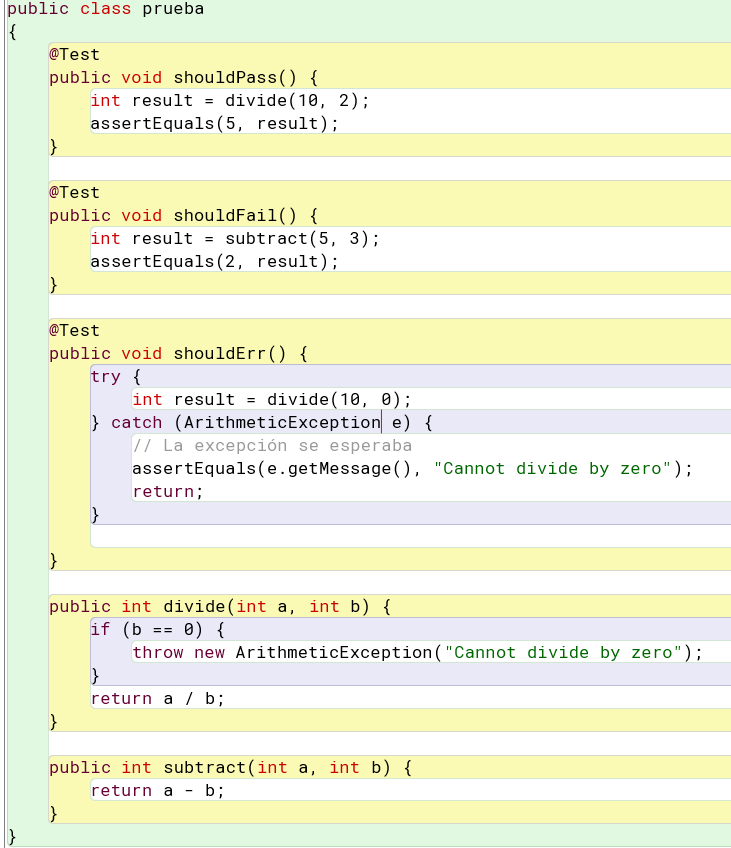 public class prueba
{
@Test
public void shouldPass() {
int result = divide(10, 2);
assertEquals(5, result);
}
@Test
public void shouldFail() {
int result = subtract(5, 3);
assertEquals(2, result);
}
@Test
public void shouldErr() {
try {
int result = divide(10, 0);
} catch (ArithmeticException e) {
// La excepción se esperaba
assertEquals(e.getMessage(), "Cannot divide by zero");
return;
}
}
public int divide(int a, int b) {
if (b == 0) {
throw new ArithmeticException("Cannot divide by zero");
}
return a / b;
}
public int subtract(int a, int b) {
return a - b;
}
}